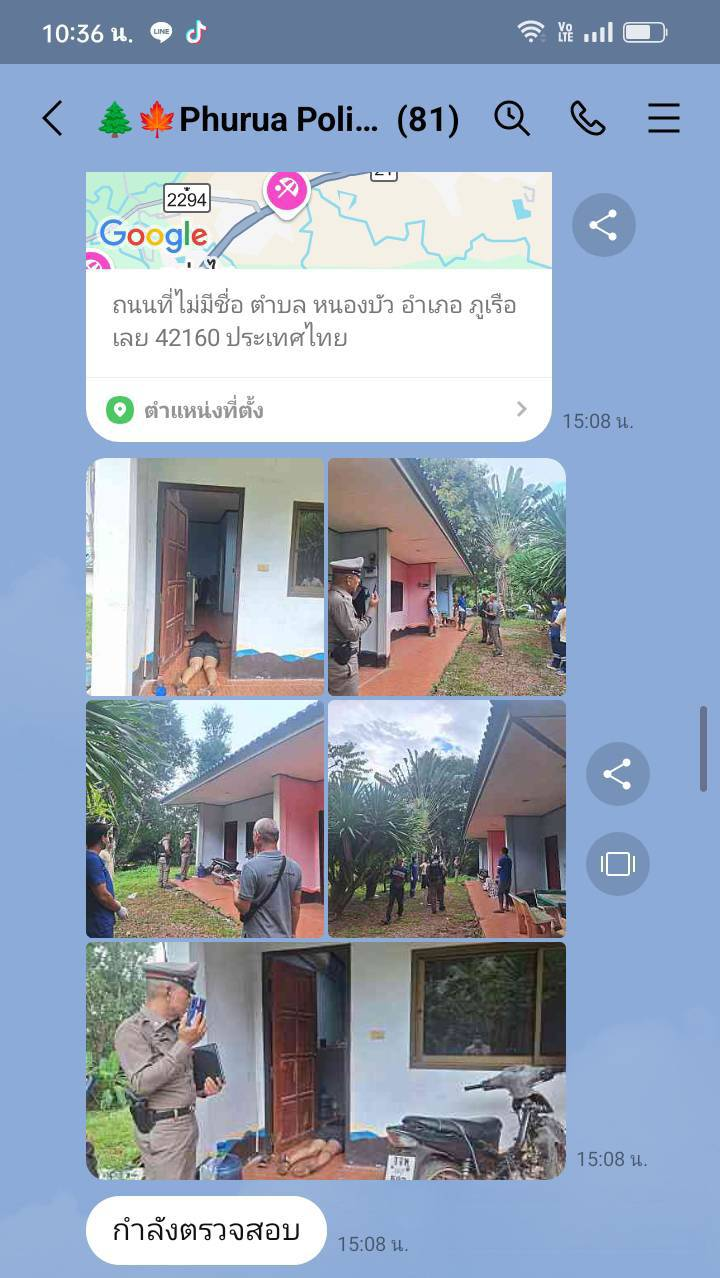 10:36 น.
LINE
Vo
LTE
Phurua Poli... (81)
21
2294
Google
ถนนที่ไม่มีชื่อ ตำบล หนองบัว อำเภอ ภูเรือ
เลย 42160 ประเทศไทย
ตำแหน่งที่ตั้ง
15:08 น.
15:08 น.
กำลังตรวจสอบ
15:08 น.